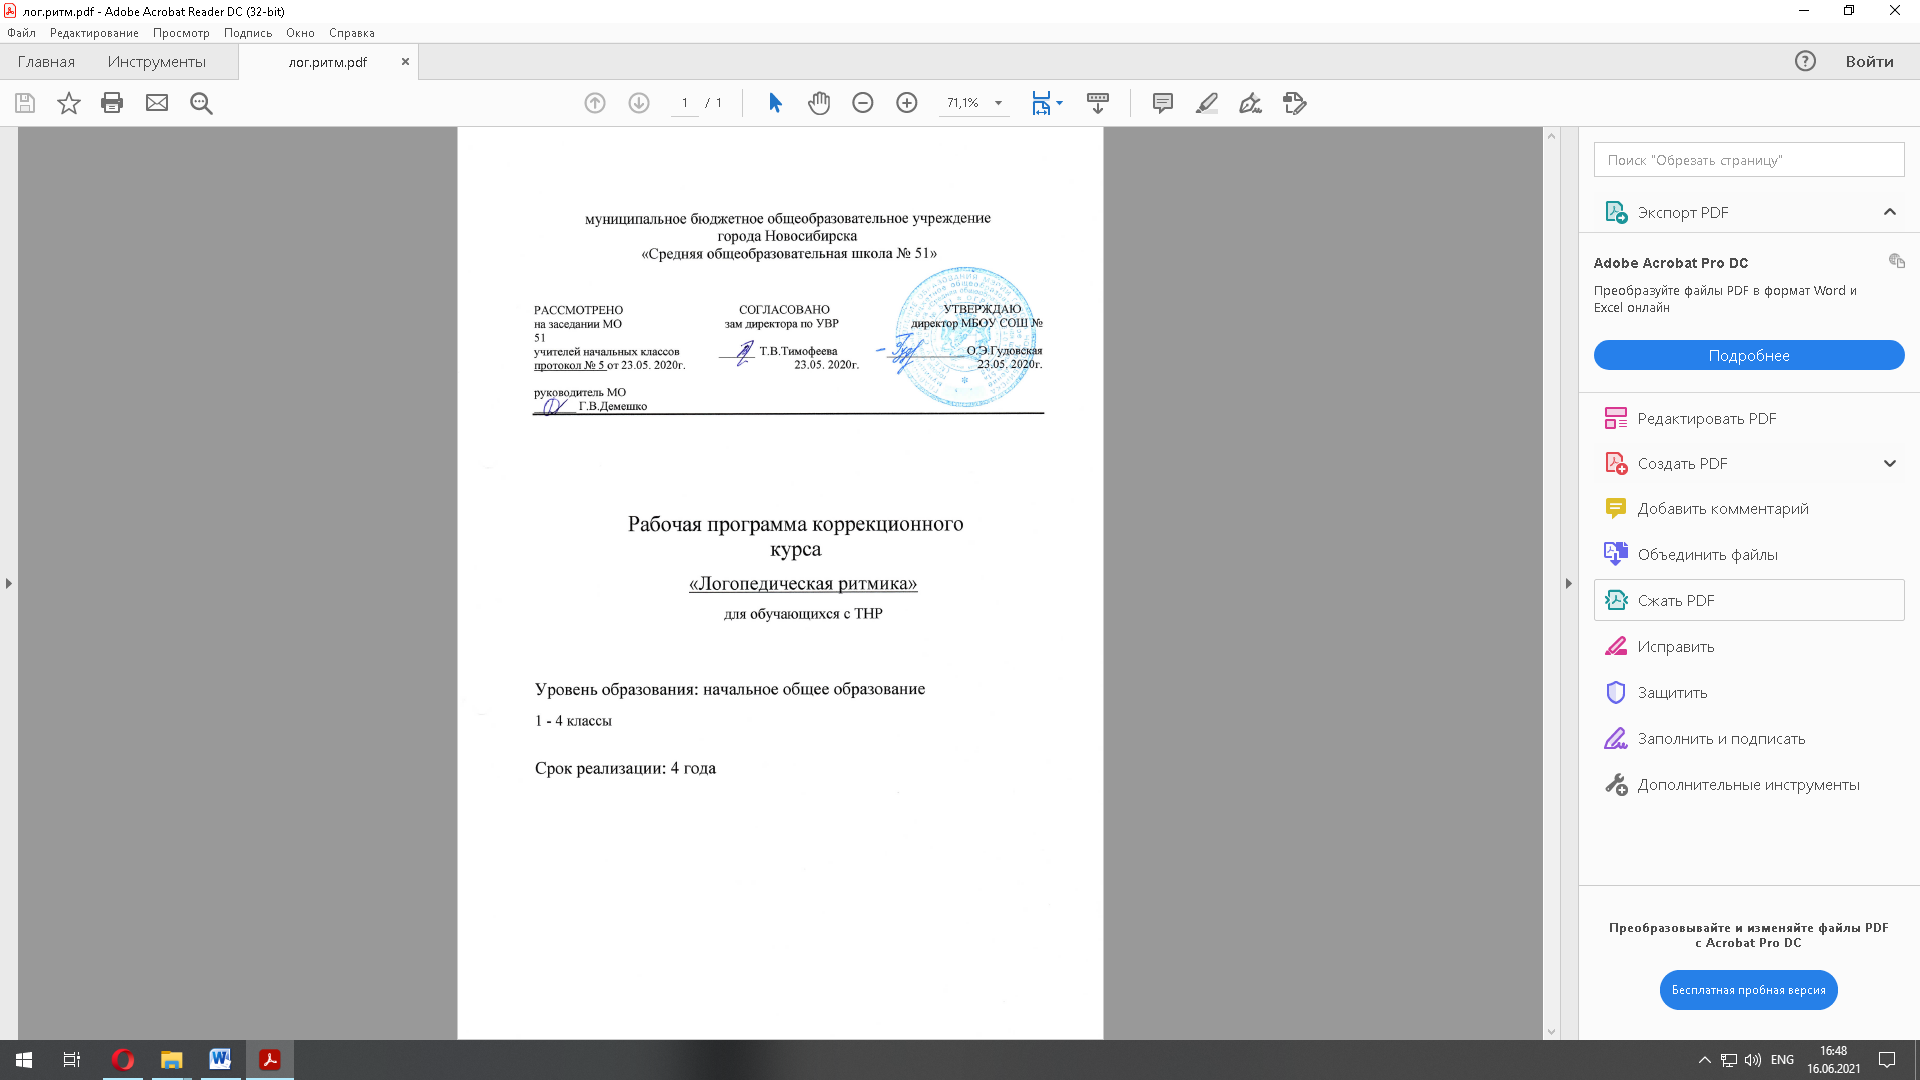 лог.ритм.pdf - Adobe Acrobat Reader DC (32-bit)
Файл Редактирование Просмотр Подпись Окно Справка
Главная Инструменты лог.ритм.pdf × Войти
1 / 1 71,1%
муниципальное бюджетное общеобразовательное учреждение
города Новосибирска
«Средняя общеобразовательная школа № 51»
РАССМОТРЕНО СОГЛАСОВАНО УТВЕРЖДАЮ
на заседании МО зам директора по УВР директор МБОУ СОШ №
51
учителей начальных классов Т.В.Тимофеева О.Э.Гудовская
протокол № 5 от 23.05. 2020г. 23.05. 2020г. 23.05. 2020г.
руководитель МО
Г.В.Демешко
Рабочая программа коррекционного
курса
«Логопедическая ритмика»
для обучающихся с ТНР
Уровень образования: начальное общее образование
1 - 4 классы
Срок реализации: 4 года
Поиск "Обрезать страницу"
Экспорт PDF
Adobe Acrobat Pro DC
Преобразуйте файлы PDF в формат Word и
Excel онлайн
Подробнее
Редактировать PDF
Создать PDF
Добавить комментарий
Объединить файлы
Сжать PDF
Исправить
Защитить
Заполнить и подписать
Дополнительные инструменты
Преобразовывайте и изменяйте файлы PDF
с Acrobat Pro DC
Бесплатная пробная версия
ENG
16:48
16.06.2021